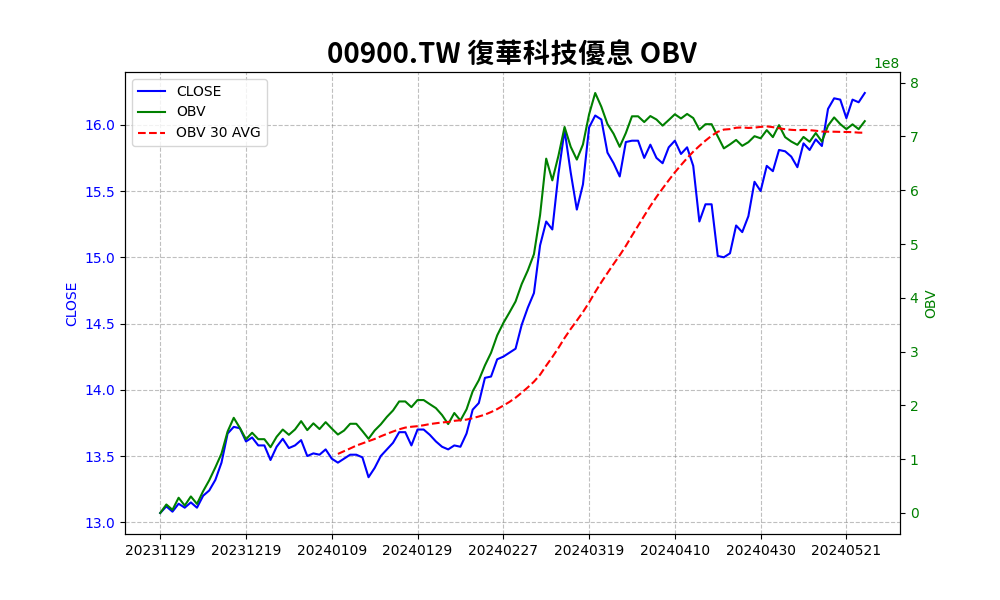 00900.TW 復華科技優息 OBV
1e8
CLOSE
OBV
OBV 30 AVG
CLOSE
16.0
15.5
15.0
14.5
14.0
13.5
13.0
8
7
6
5
4
3
2
1
0
OBV
20231129 20231219 20240109 20240129 20240227 20240319 20240410 20240430 20240521